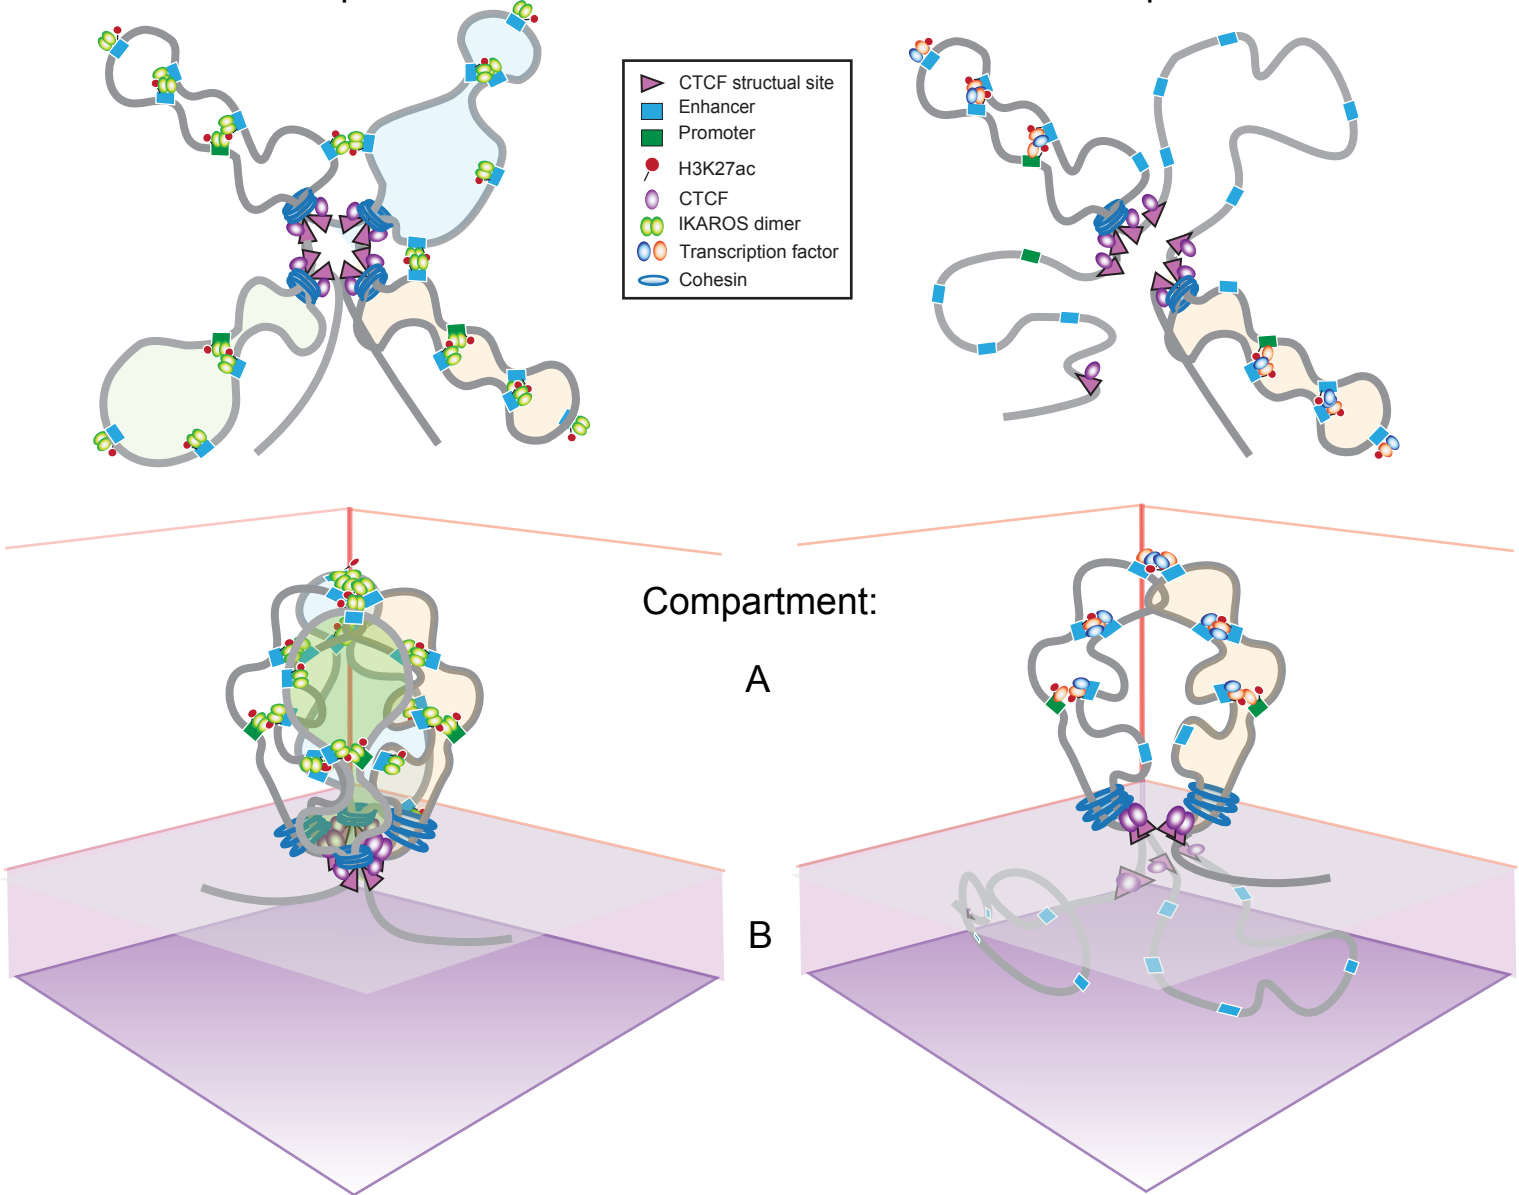 CTCF structual site
Enhancer
Promoter
H3K27ac
CTCF
IKAROS dimer
Transcription factor
Cohesin
Compartment:
A
B